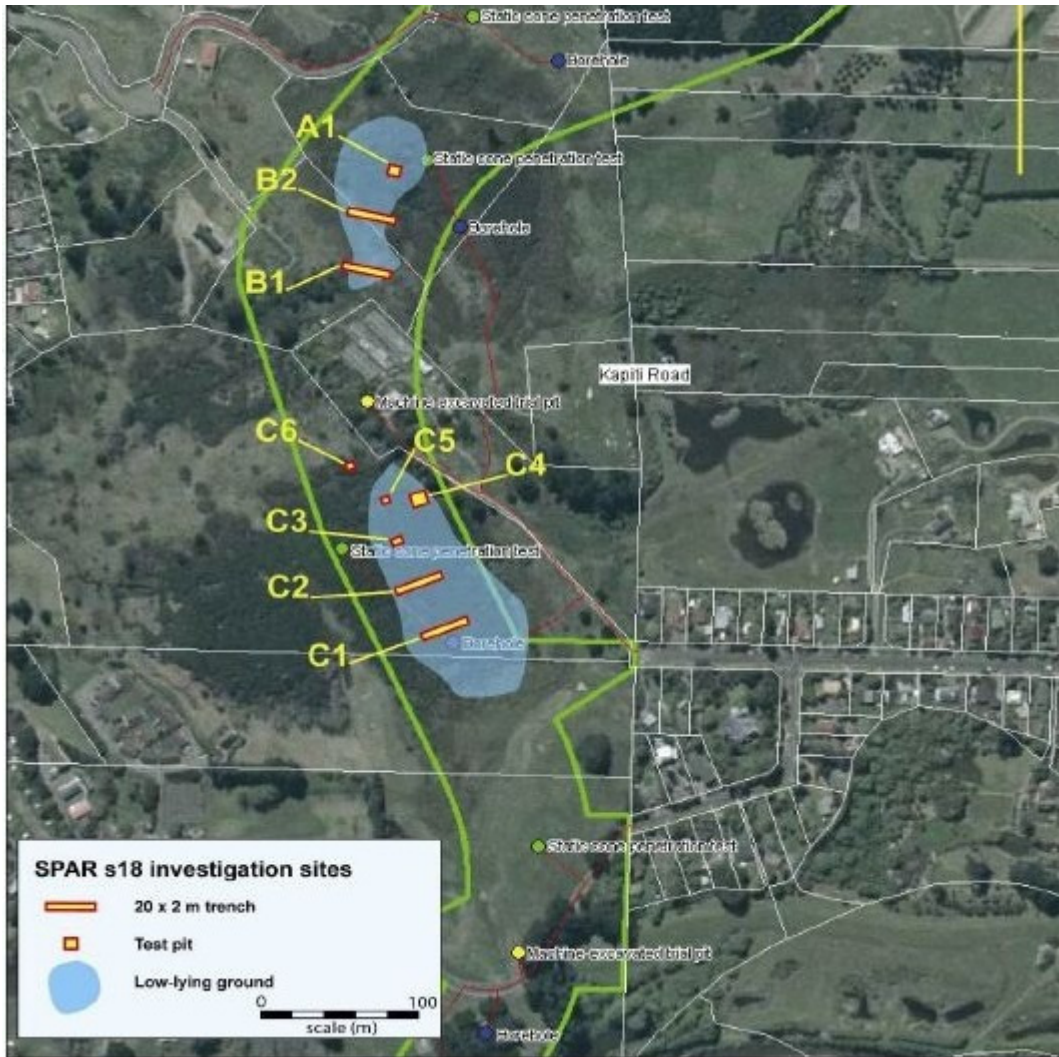 Static cone penetration test
Borehole
A1
Static cone penetration test
B2
Borehole
B1
Kapiti Road
Machine excavated trial pit
C6
C5
C4
C3
Static cone penetration test
C2
C1
Borehole
Static cone penetration test
SPAR s18 investigation sites
20 x 2 m trench
Test pit
Machine excavated trial pit
Low-lying ground
0 100
scale (m)
Borehole